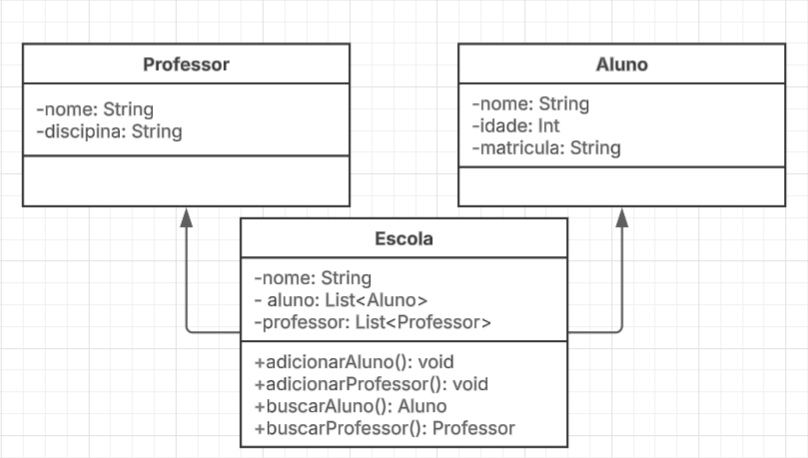 Professor
-nome: String
-discipina: String
Aluno
-nome: String
-idade: Int
-matricula: String
Escola
-nome: String
- aluno: List<Aluno>
-professor: List<Professor>
+adicionarAluno(): void
+adicionarProfessor(): void
+buscarAluno(): Aluno
+buscarProfessor(): Professor